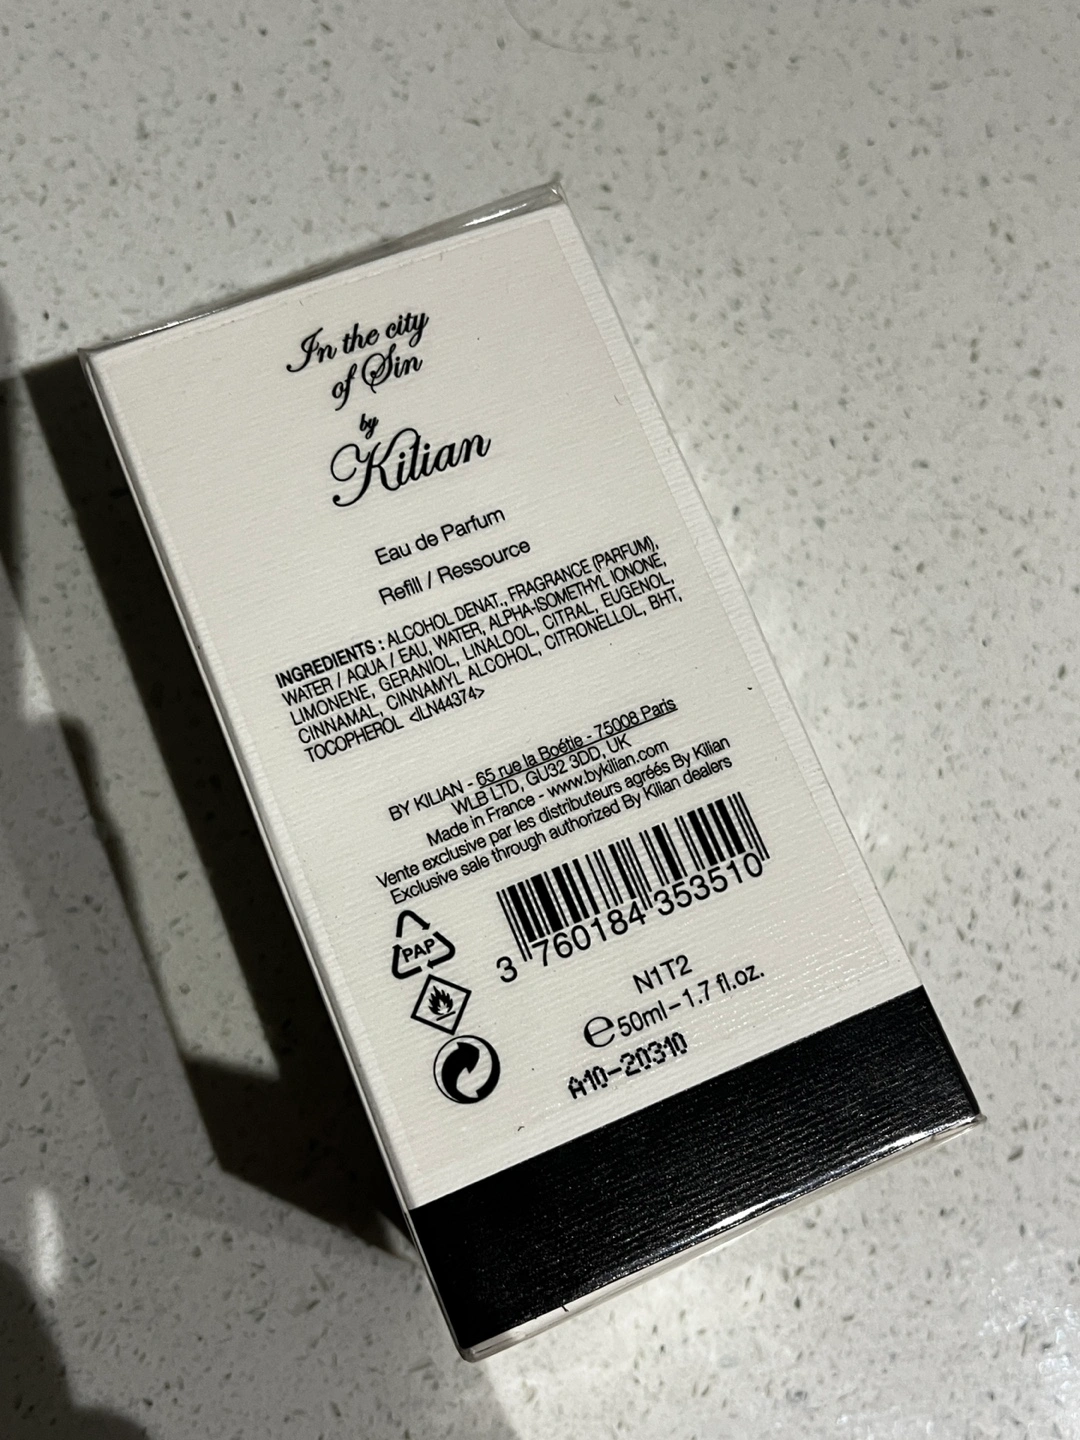 In the city
of Sin
by
Kilian
Eau de Parfum
Refill / Ressource
INGREDIENTS : ALCOHOL DENAT., FRAGRANCE (PARFUM),
WATER / AQUA / EAU, WATER, ALPHA-ISOMETHYL IONONE,
LIMONENE, GERANIOL, LINALOOL, CITRAL, EUGENOL,
CINNAMAL, CINNAMYL ALCOHOL, CITRONELLOL, BHT,
TOCOPHEROL <ILN44374>
BY KILIAN - 65 rue la Boétie - 75008 Paris
WLB LTD, GU32 3DD, UK
Made in France - www.bykilian.com
Vente exclusive par les distributeurs agréés By Kilian
Exclusive sale through authorized By Kilian dealers
PAP
3 760184 353510
N1T2
e50ml-1.7 fl.oz.
A10-20310